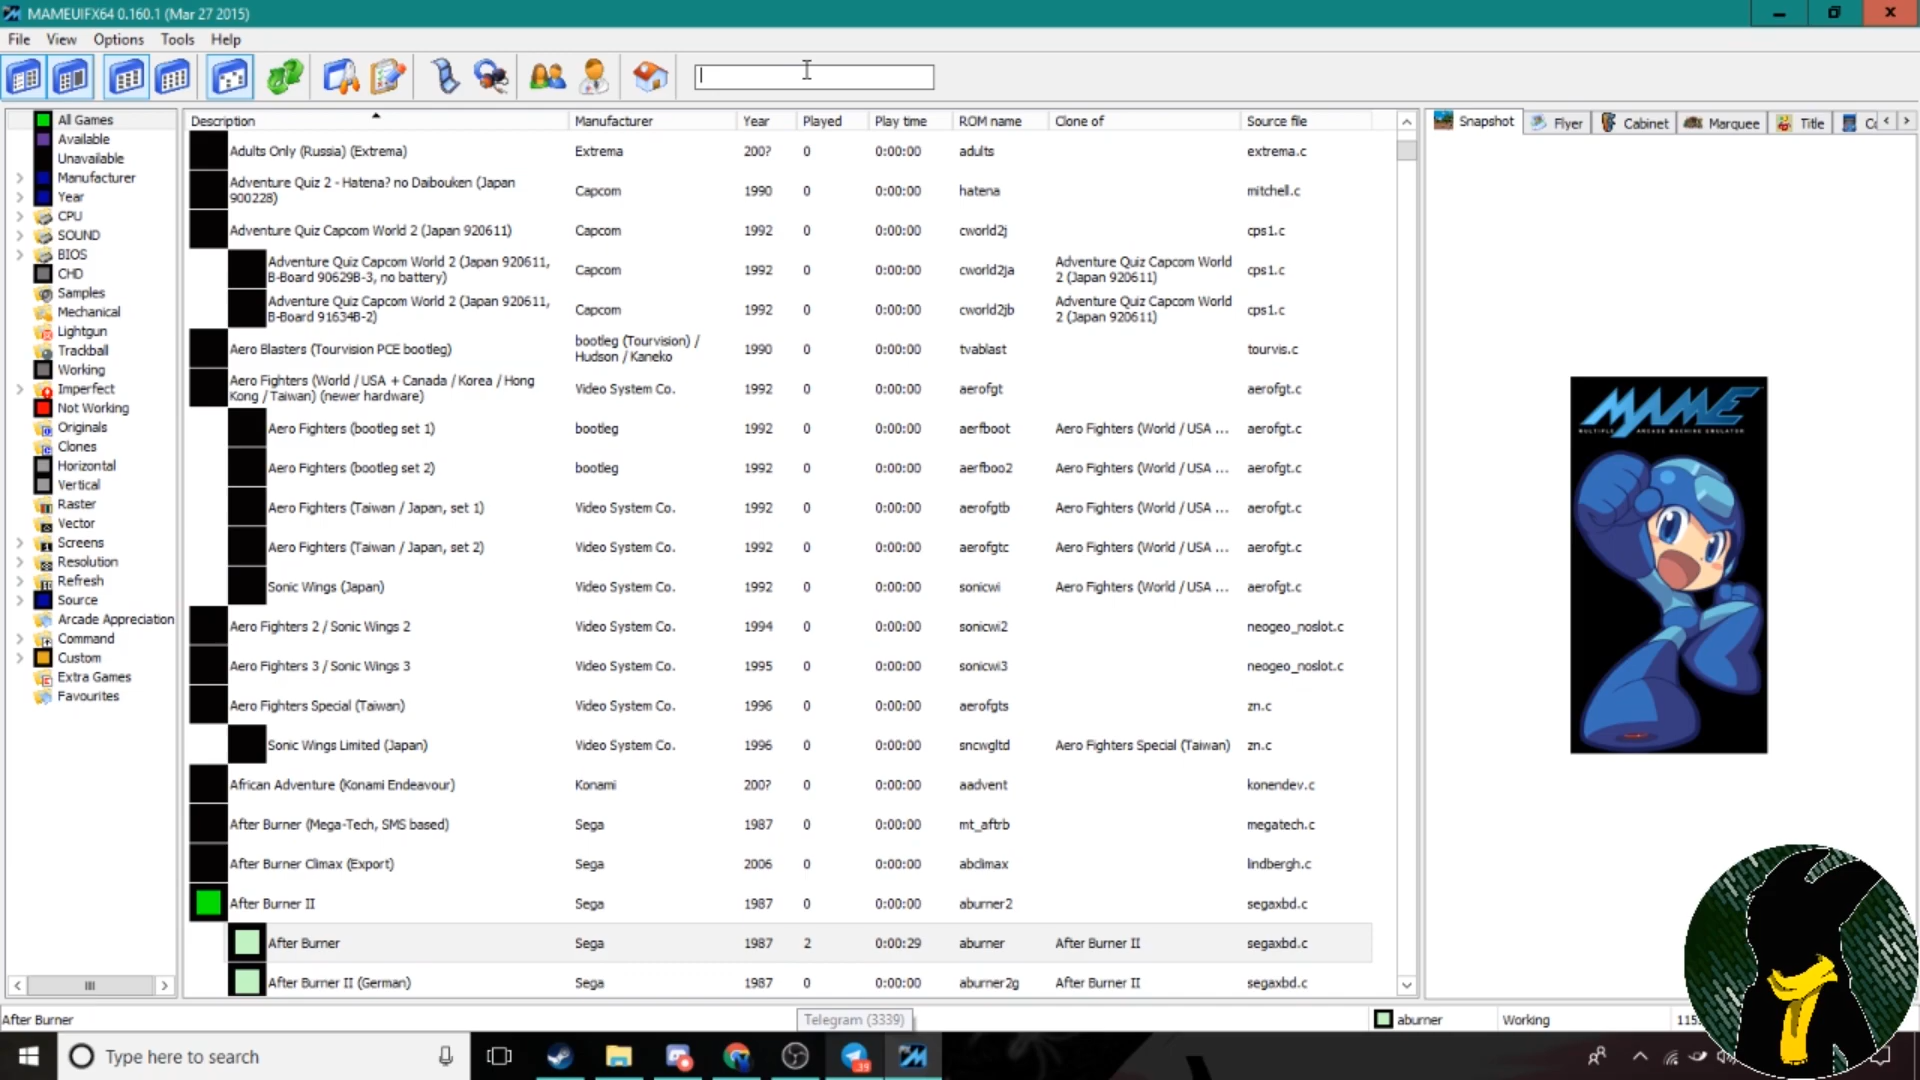 MAMEUIFX64 0.160.1 (Mar 27 2015)
File View Options Tools Help
All Games
Available
Unavailable
Manufacturer
Year
CPU
SOUND
BIOS
CHD
Samples
Mechanical
Lightgun
Trackball
Working
Imperfect
Not Working
Originals
Clones
Horizontal
Vertical
Raster
Vector
Screens
Resolution
Refresh
Source
Arcade Appreciation
Command
Custom
Extra Games
Favourites
Description Manufacturer Year Played Play time ROM name Clone of Source file
Adults Only (Russia) (Extrema) Extrema 200? 0 0:00:00 adults extrema.c
Adventure Quiz 2 - Hatena? no Daibouken (Japan
900228) Capcom 1990 0 0:00:00 hatena mitchell.c
Adventure Quiz Capcom World 2 (Japan 920611) Capcom 1992 0 0:00:00 cworld2j cps1.c
Adventure Quiz Capcom World 2 (Japan 920611, Adventure Quiz Capcom World
B-Board 90629B-3, no battery) Capcom 1992 0 0:00:00 cworld2ja 2 (Japan 920611) cps1.c
Adventure Quiz Capcom World 2 (Japan 920611, Adventure Quiz Capcom World
B-Board 91634B-2) Capcom 1992 0 0:00:00 cworld2jb 2 (Japan 920611) cps1.c
Aero Blasters (Tourvision PCE bootleg) bootleg (Tourvision) /
Hudson / Kaneko 1990 0 0:00:00 tvablast tourvis.c
Aero Fighters (World / USA + Canada / Korea / Hong
Kong / Taiwan) (newer hardware) Video System Co. 1992 0 0:00:00 aerofgt aerofgt.c
Aero Fighters (bootleg set 1) bootleg 1992 0 0:00:00 aerfboot Aero Fighters (World / USA ... aerofgt.c
Aero Fighters (bootleg set 2) bootleg 1992 0 0:00:00 aerfboo2 Aero Fighters (World / USA ... aerofgt.c
Aero Fighters (Taiwan / Japan, set 1) Video System Co. 1992 0 0:00:00 aerofgtb Aero Fighters (World / USA ... aerofgt.c
Aero Fighters (Taiwan / Japan, set 2) Video System Co. 1992 0 0:00:00 aerofgtc Aero Fighters (World / USA ... aerofgt.c
Sonic Wings (Japan) Video System Co. 1992 0 0:00:00 sonicwi Aero Fighters (World / USA ... aerofgt.c
Aero Fighters 2 / Sonic Wings 2 Video System Co. 1994 0 0:00:00 sonicwi2 neogeo_noslot.c
Aero Fighters 3 / Sonic Wings 3 Video System Co. 1995 0 0:00:00 sonicwi3 neogeo_noslot.c
Aero Fighters Special (Taiwan) Video System Co. 1996 0 0:00:00 aerofgts zn.c
Sonic Wings Limited (Japan) Video System Co. 1996 0 0:00:00 sncwgltd Aero Fighters Special (Taiwan) zn.c
African Adventure (Konami Endeavour) Konami 200? 0 0:00:00 aadvent konendev.c
After Burner (Mega-Tech, SMS based) Sega 1987 0 0:00:00 mt_aftrb megatech.c
After Burner Climax (Export) Sega 2006 0 0:00:00 abclimax lindbergh.c
After Burner II Sega 1987 0 0:00:00 aburner2 segaxbd.c
After Burner Sega 1987 2 0:00:29 aburner After Burner II segaxbd.c
After Burner II (German) Sega 1987 0 0:00:00 aburner2g After Burner II segaxbd.c
Snapshot Flyer Cabinet Marquee Title
MAME
MULTIPLE ARCADE MACHINE EMULATOR
After Burner
Telegram (3339)
aburner Working
Type here to search
39